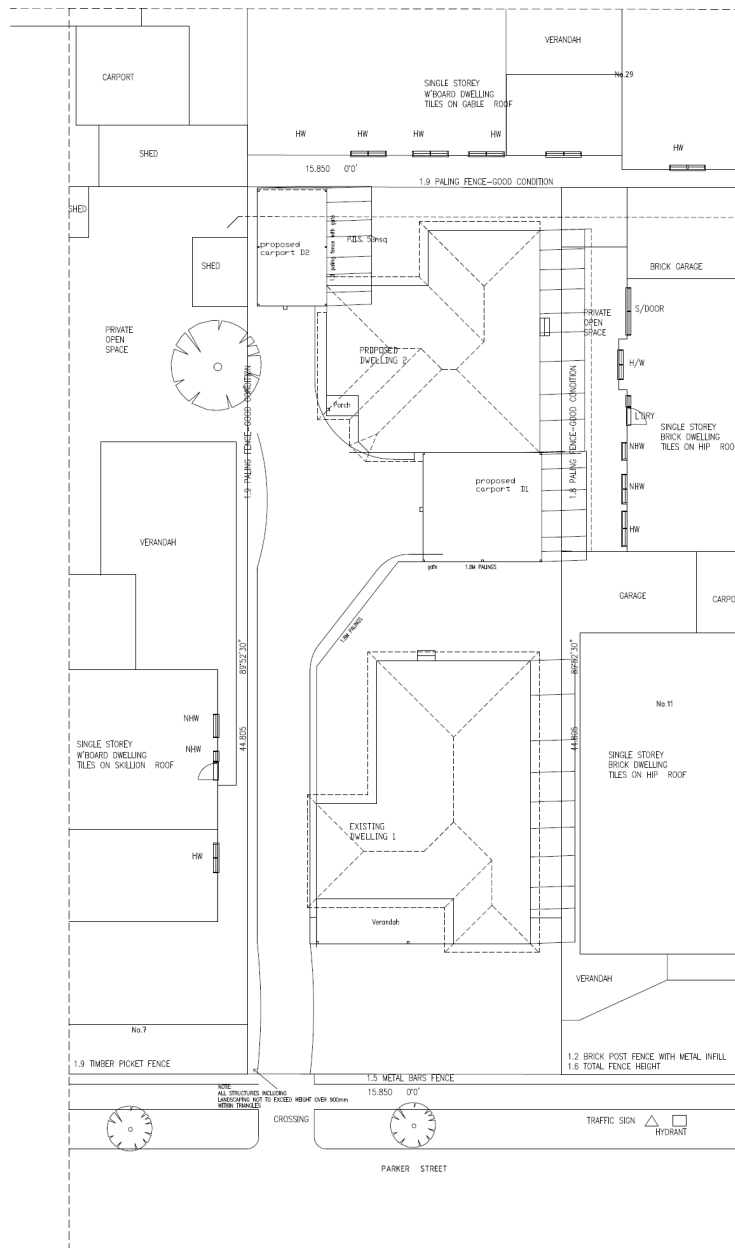 VERANDAH
CARPORT
No.29
SINGLE STOREY
W'BOARD DWELLING
TILES ON GABLE ROOF
HW
HW
HW
HW
SHED
HW
15.850 0'0'
1.9 PALING FENCE-GOOD CONDITION
SHED
proposed
carport D2
1.8 paling fence with gate
P.O.S. 50msq
SHED
BRICK GARAGE
PRIVATE
OPEN
SPACE
PRIVATE
OPEN
SPACE
S/DOOR
PROPOSED
DWELLING 2
H/W
Porch
L'DRY
1.9 PALING FENCE-GOOD CONDITION
1.8 PALING FENCE-GOOD CONDITION
SINGLE STOREY
BRICK DWELLING
TILES ON HIP ROOF
NHW
proposed
carport D1
NHW
HW
VERANDAH
gate 1.8M PALINGS
GARAGE
CARPO
1.8M PALINGS
89°52'30"
44.805
89°52'30"
44.805
No.11
NHW
NHW
SINGLE STOREY
W'BOARD DWELLING
TILES ON SKILLION ROOF
SINGLE STOREY
BRICK DWELLING
TILES ON HIP ROOF
EXISTING
DWELLING 1
HW
Verandah
VERANDAH
No.7
1.9 TIMBER PICKET FENCE
1.2 BRICK POST FENCE WITH METAL INFILL
1.6 TOTAL FENCE HEIGHT
1.5 METAL BARS FENCE
15.850 0'0'
NOTE:
ALL STRUCTURES INCLUDING
LANDSCAPING NOT TO EXCEED HEIGHT OVER 900mm
WITHIN TRIANGLES
CROSSING
TRAFFIC SIGN
HYDRANT
PARKER STREET